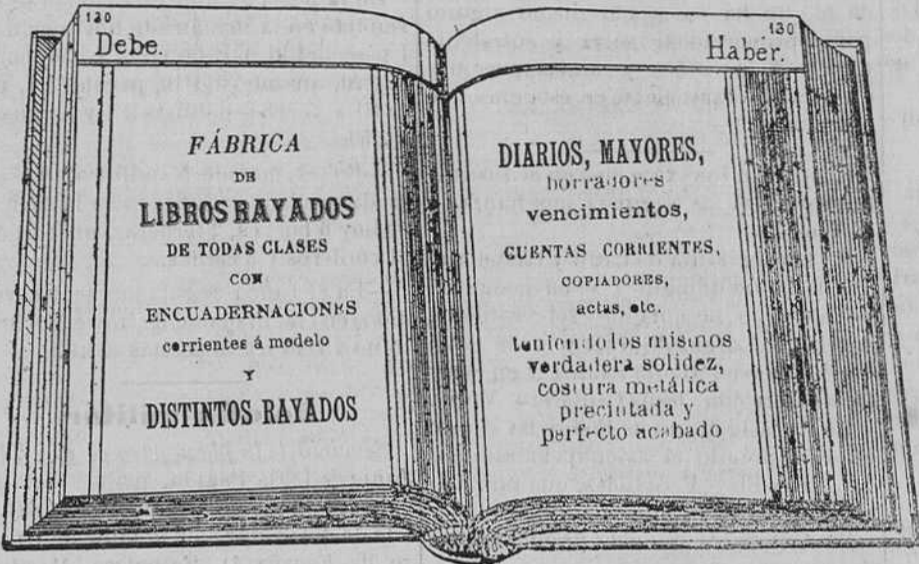 130
Debe.
FÁBRICA
DE
LIBROS RAYADOS
DE TODAS CLASES
CON
ENCUADERNACIONES
corrientes á modelo
Y
DISTINTOS RAYADOS
130
Haber.
DIARIOS, MAYORES,
borradores
vencimientos,
CUENTAS CORRIENTES,
COPIADORES,
actas, etc.
teniendo los mismos
verdadera solidez,
costura metálica
precintada y
perfecto acabado